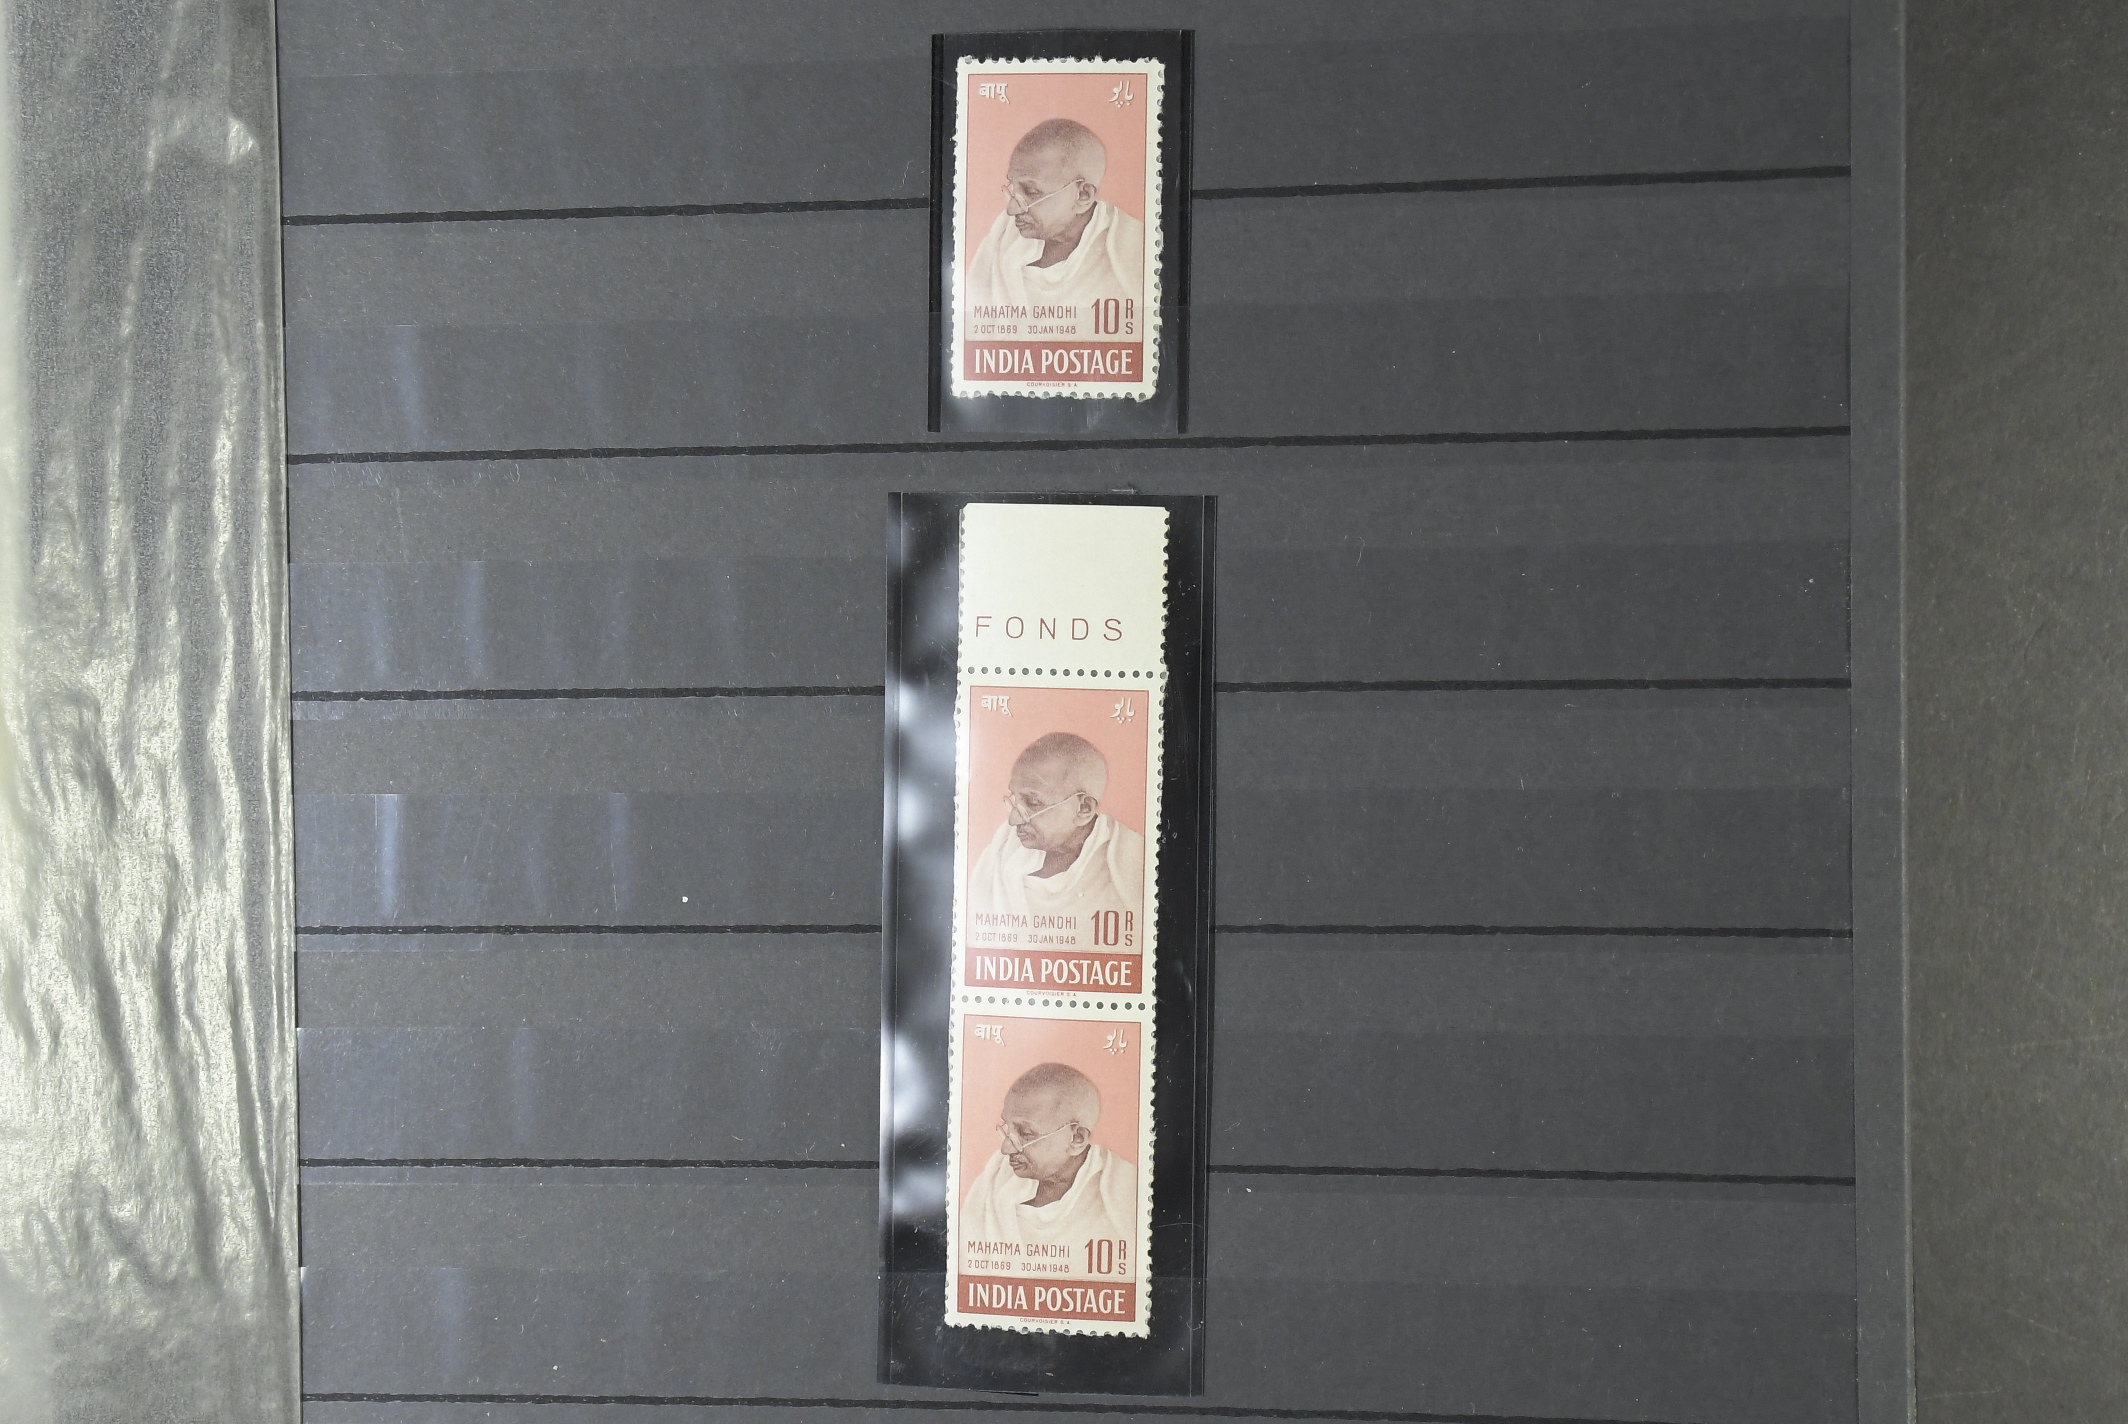 बापू باپو
MAHATMA GANDHI 10 RS
2 OCT 1869 30 JAN 1948
INDIA POSTAGE
COURVOISIER S.A.
FONDS
बापू باپو
MAHATMA GANDHI 10 RS
2 OCT 1869 30 JAN 1948
INDIA POSTAGE
COURVOISIER S.A.
बापू باپو
MAHATMA GANDHI 10 RS
2 OCT 1869 30 JAN 1948
INDIA POSTAGE
COURVOISIER S.A.